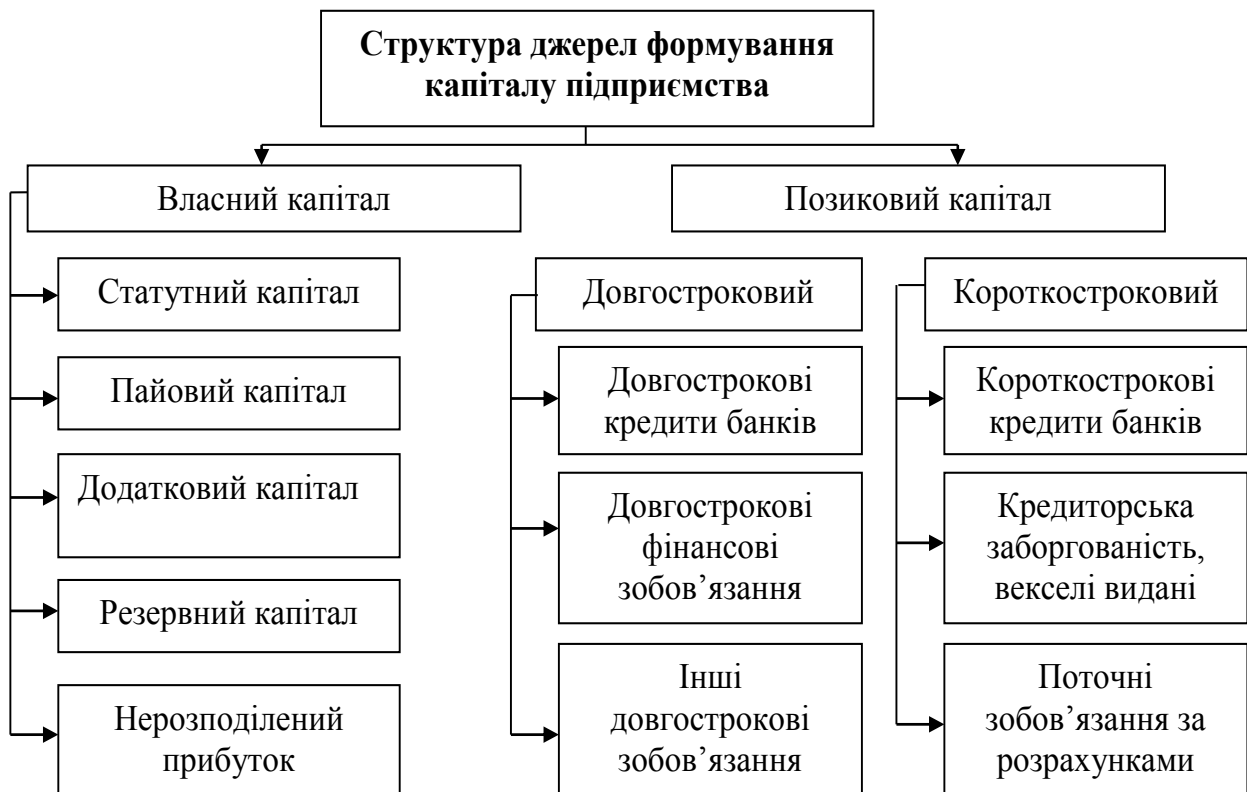 Структура джерел формування
капіталу підприємства
Власний капітал
Позиковий капітал
Статутний капітал
Пайовий капітал
Додатковий капітал
Резервний капітал
Нерозподілений
прибуток
Довгостроковий
Довгострокові
кредити банків
Довгострокові
фінансові
зобов’язання
Інші
довгострокові
зобов’язання
Короткостроковий
Короткострокові
кредити банків
Кредиторська
заборгованість,
векселі видані
Поточні
зобов’язання за
розрахунками